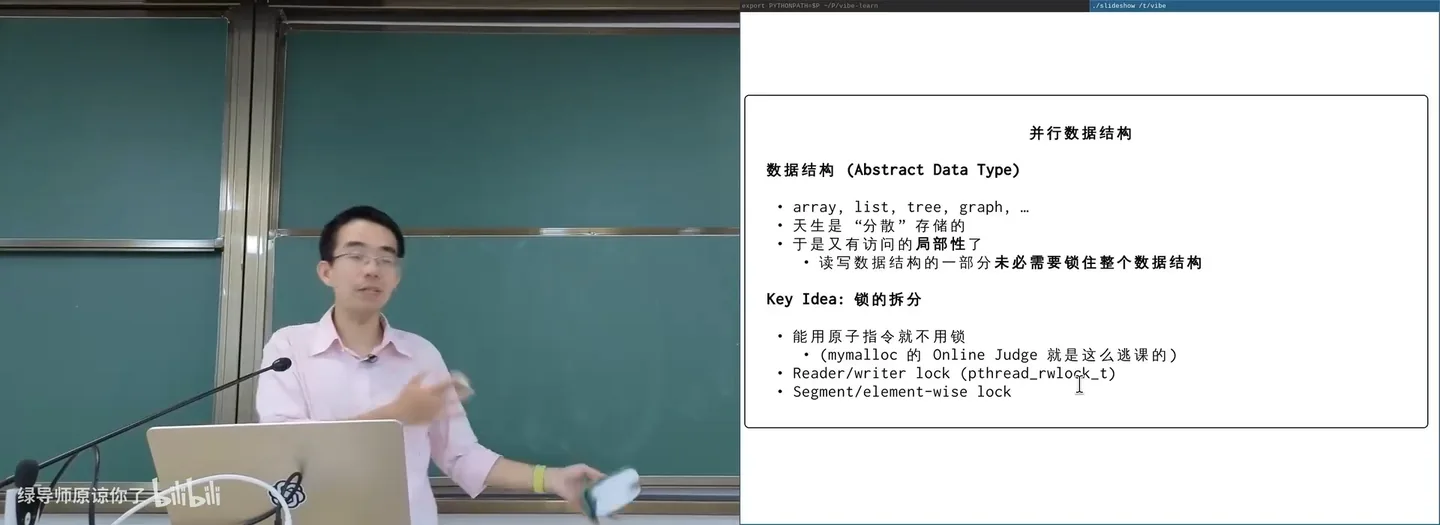 export PYTHONPATH=$P ~/P/vibe-learn
./slideshow /t/vibe
并行数据结构
数据结构 (Abstract Data Type)
• array, list, tree, graph, …
• 天生是 “分散” 存储的
• 于是又有访问的局部性了
• 读写数据结构的一部分未必需要锁住整个数据结构
Key Idea: 锁的拆分
• 能用原子指令就不用锁
• (mymalloc 的 Online Judge 就是这么逃课的)
• Reader/writer lock (pthread_rwlock_t)
• Segment/element-wise lock
绿导师原谅你了 bilibili